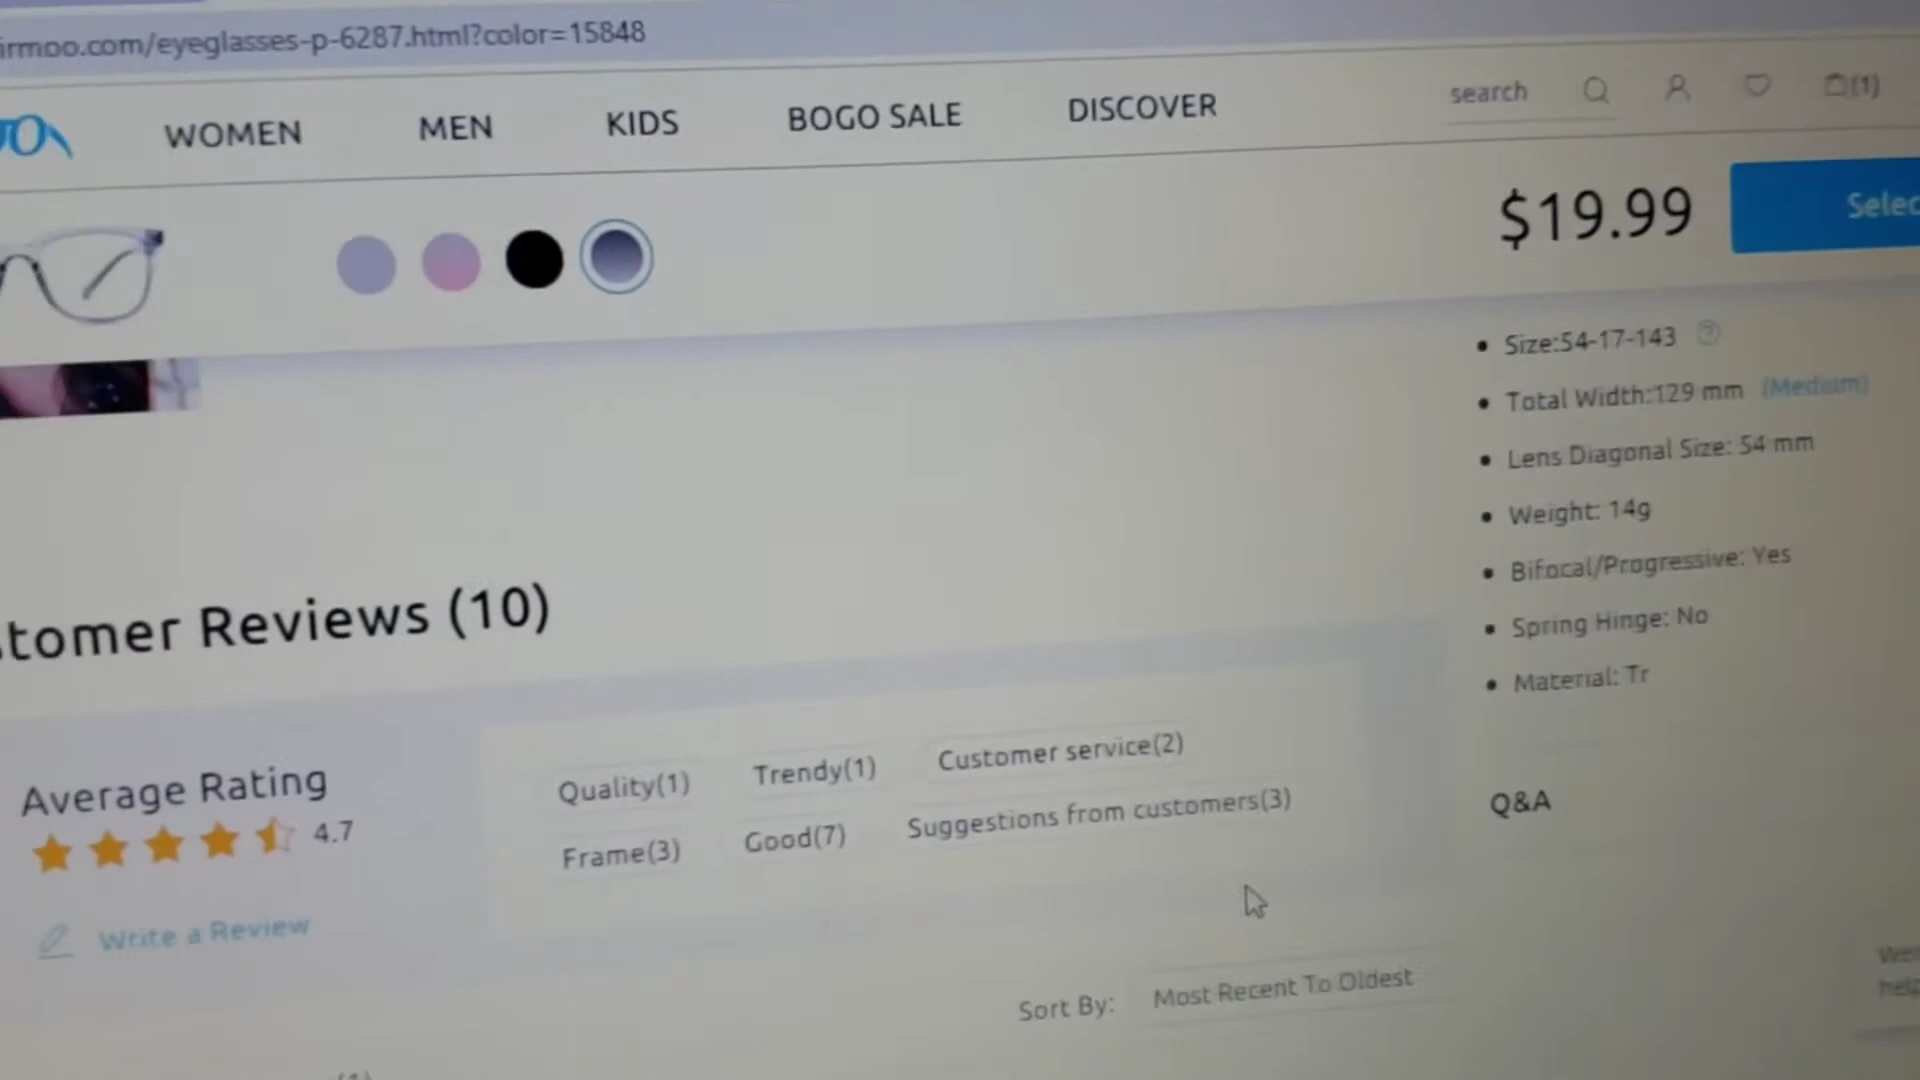 irmoo.com/eyeglasses-p-6287.html?color=15848
WOMEN MEN KIDS BOGO SALE DISCOVER search (1)
$19.99 Selec
Size:54-17-143
Total Width:129 mm (Medium)
Lens Diagonal Size: 54 mm
Weight: 14g
Bifocal/Progressive: Yes
Spring Hinge: No
Material: Tr
stomer Reviews (10)
Average Rating
4.7
Write a Review
Quality(1) Trendy(1) Customer service(2)
Frame(3) Good(7) Suggestions from customers(3)
Q&A
Sort By: Most Recent To Oldest